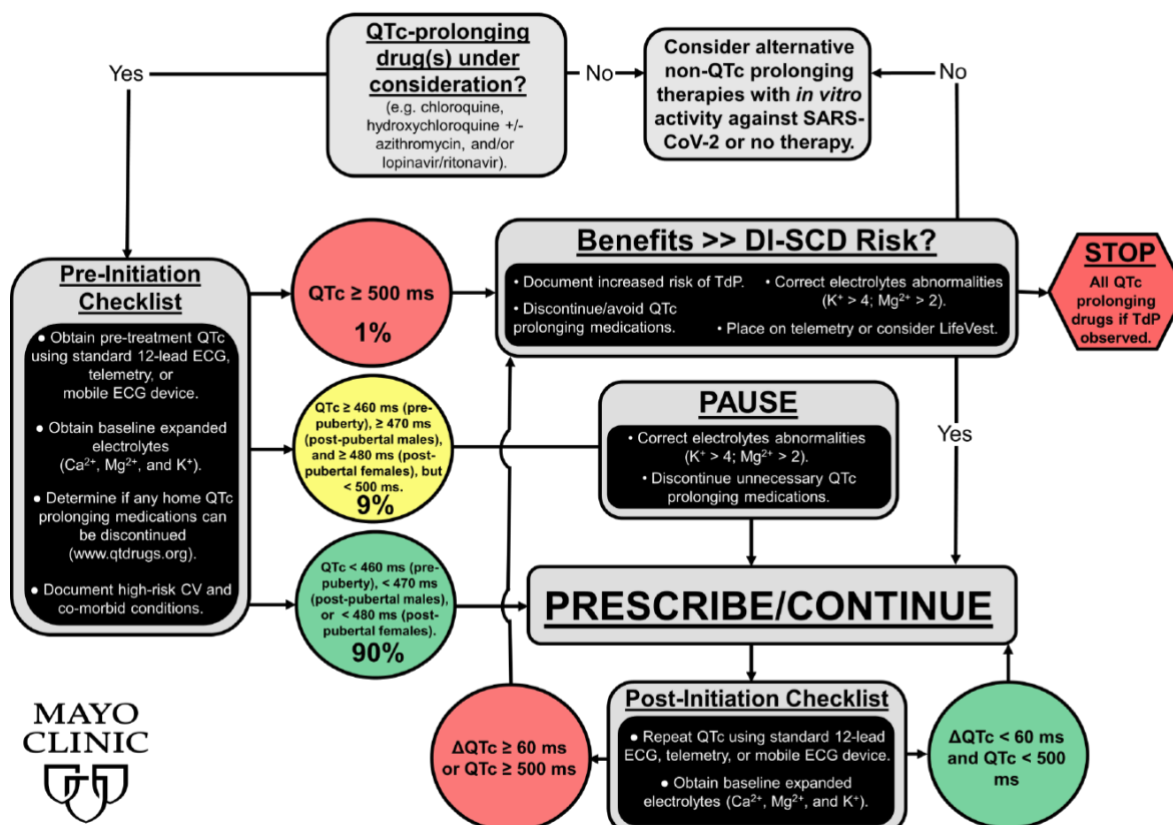 QTc-prolonging
drug(s) under
consideration?
(e.g. chloroquine,
hydroxychloroquine +/-
azithromycin, and/or
lopinavir/ritonavir).
Yes
No
Consider alternative
non-QTc prolonging
therapies with in vitro
activity against SARS-
CoV-2 or no therapy.
No
Pre-Initiation
Checklist
• Obtain pre-treatment QTc
using standard 12-lead ECG,
telemetry, or
mobile ECG device.
• Obtain baseline expanded
electrolytes
(Ca²⁺, Mg²⁺, and K⁺).
• Determine if any home QTc
prolonging medications can
be discontinued
(www.qtdrugs.org).
• Document high-risk CV and
co-morbid conditions.
QTc ≥ 500 ms
1%
QTc ≥ 460 ms (pre-
puberty), ≥ 470 ms
(post-pubertal males),
and ≥ 480 ms (post-
pubertal females), but
< 500 ms.
9%
QTc < 460 ms (pre-
puberty), < 470 ms
(post-pubertal males),
or < 480 ms (post-
pubertal females).
90%
Benefits >> DI-SCD Risk?
• Document increased risk of TdP.
• Discontinue/avoid QTc
prolonging medications.
• Correct electrolytes abnormalities
(K⁺ > 4; Mg²⁺ > 2).
• Place on telemetry or consider LifeVest.
STOP
All QTc
prolonging
drugs if TdP
observed.
PAUSE
• Correct electrolytes abnormalities
(K⁺ > 4; Mg²⁺ > 2).
• Discontinue unnecessary QTc
prolonging medications.
Yes
PRESCRIBE/CONTINUE
Post-Initiation Checklist
• Repeat QTc using standard 12-lead
ECG, telemetry, or mobile ECG device.
• Obtain baseline expanded
electrolytes (Ca²⁺, Mg²⁺, and K⁺).
ΔQTc ≥ 60 ms
or QTc ≥ 500 ms
ΔQTc < 60 ms
and QTc < 500
ms
MAYO
CLINIC